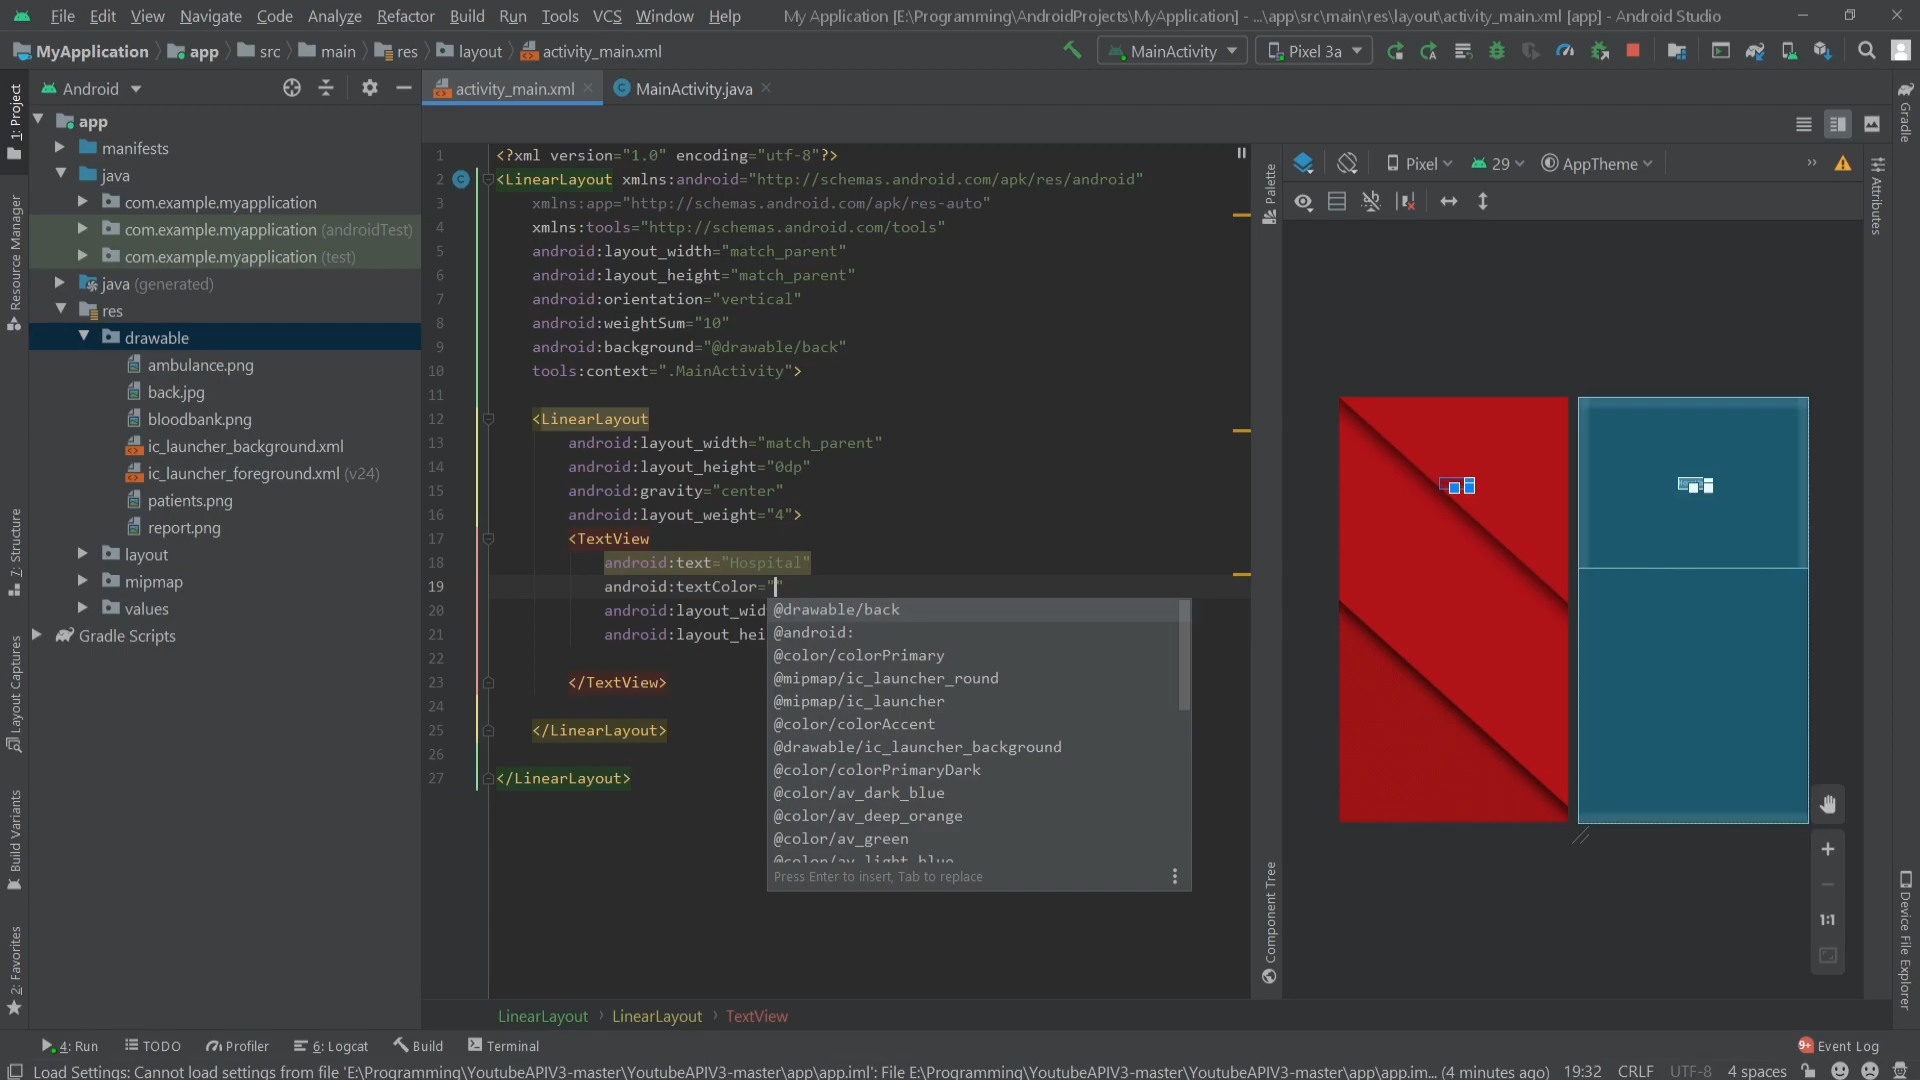 File Edit View Navigate Code Analyze Refactor Build Run Tools VCS Window Help My Application [E:\Programming\AndroidProjects\MyApplication] - ...\app\src\main\res\layout\activity_main.xml [app] - Android Studio
MyApplication app src main res layout activity_main.xml MainActivity Pixel 3a
Android activity_main.xml MainActivity.java
1: Project
Resource Manager
7: Structure
Layout Captures
Build Variants
2: Favorites
app
manifests
java
com.example.myapplication
com.example.myapplication (androidTest)
com.example.myapplication (test)
java (generated)
res
drawable
ambulance.png
back.jpg
bloodbank.png
ic_launcher_background.xml
ic_launcher_foreground.xml (v24)
patients.png
report.png
layout
mipmap
values
Gradle Scripts
1 <?xml version="1.0" encoding="utf-8"?>
2 <LinearLayout xmlns:android="http://schemas.android.com/apk/res/android"
3 xmlns:app="http://schemas.android.com/apk/res-auto"
4 xmlns:tools="http://schemas.android.com/tools"
5 android:layout_width="match_parent"
6 android:layout_height="match_parent"
7 android:orientation="vertical"
8 android:weightSum="10"
9 android:background="@drawable/back"
10 tools:context=".MainActivity">
11
12 <LinearLayout
13 android:layout_width="match_parent"
14 android:layout_height="0dp"
15 android:gravity="center"
16 android:layout_weight="4">
17 <TextView
18 android:text="Hospital"
19 android:textColor=""
20 android:layout_wid
21 android:layout_hei
22
23 </TextView>
24
25 </LinearLayout>
26
27 </LinearLayout>
@drawable/back
@android:
@color/colorPrimary
@mipmap/ic_launcher_round
@mipmap/ic_launcher
@color/colorAccent
@drawable/ic_launcher_background
@color/colorPrimaryDark
@color/av_dark_blue
@color/av_deep_orange
@color/av_green
@color/av_light_blue
Press Enter to insert, Tab to replace
Palette
Component Tree
Pixel 29 AppTheme
1:1
Gradle
Attributes
Device File Explorer
LinearLayout LinearLayout TextView
4: Run TODO Profiler 6: Logcat Build Terminal 9+ Event Log
Load Settings: Cannot load settings from file 'E:\Programming\YoutubeAPIV3-master\YoutubeAPIV3-master\app\app.iml': File E:\Programming\YoutubeAPIV3-master\YoutubeAPIV3-master\app\app.im... (4 minutes ago) 19:32 CRLF UTF-8 4 spaces